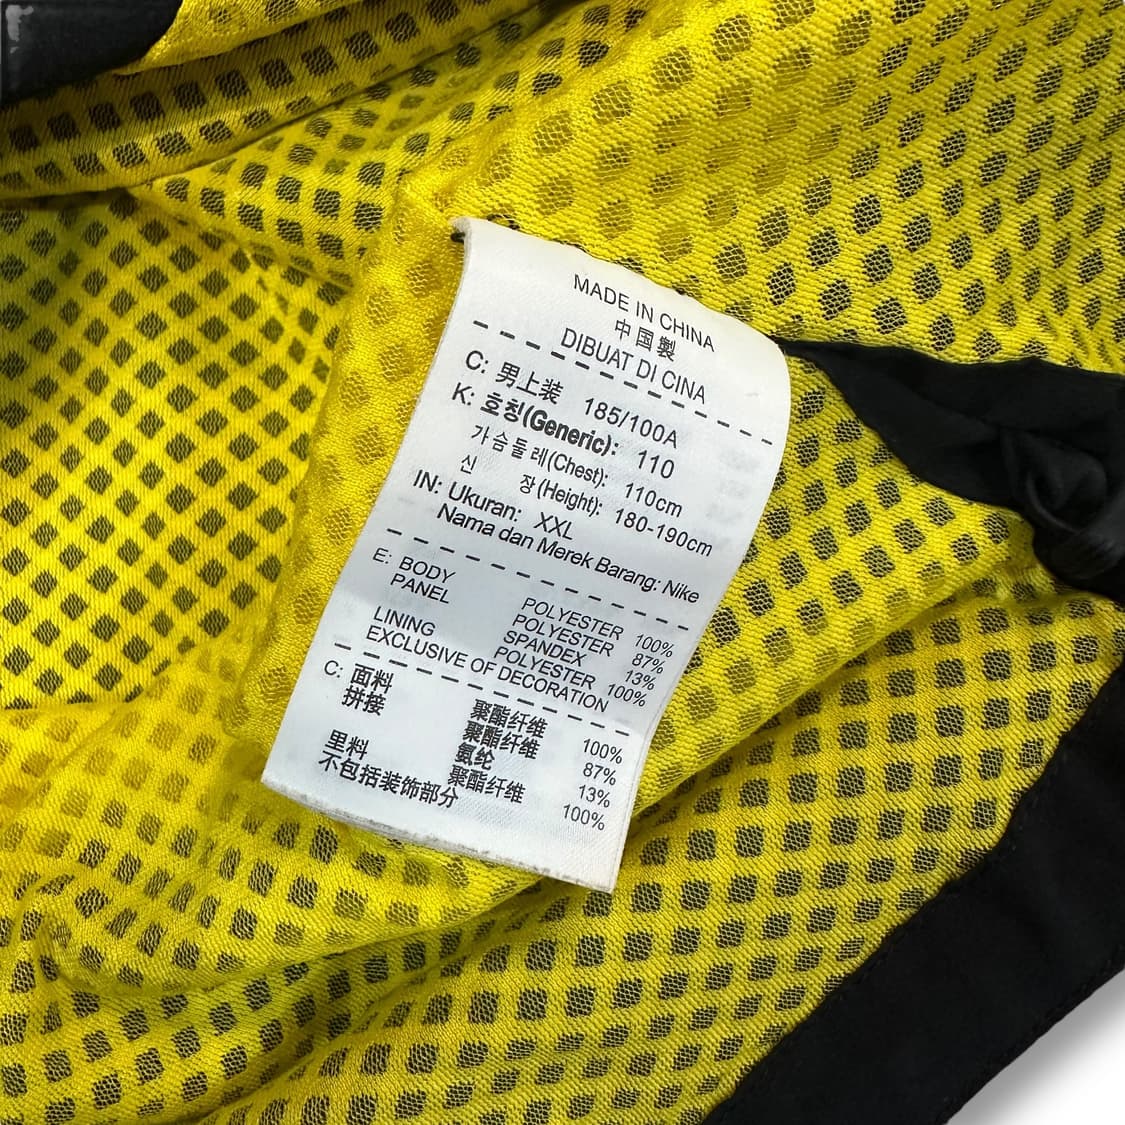 MADE IN CHINA
中国製
DIBUAT DI CINA
C: 男上装 185/100A
K: 호칭(Generic): 110
가슴둘레(Chest): 110cm
신 장(Height): 180-190cm
IN: Ukuran: XXL
Nama dan Merek Barang: Nike
E: BODY POLYESTER 100%
PANEL POLYESTER 87%
SPANDEX 13%
LINING POLYESTER 100%
EXCLUSIVE OF DECORATION
C: 面料 聚酯纤维 100%
拼接 聚酯纤维 87%
氨纶 13%
里料 聚酯纤维 100%
不包括装饰部分